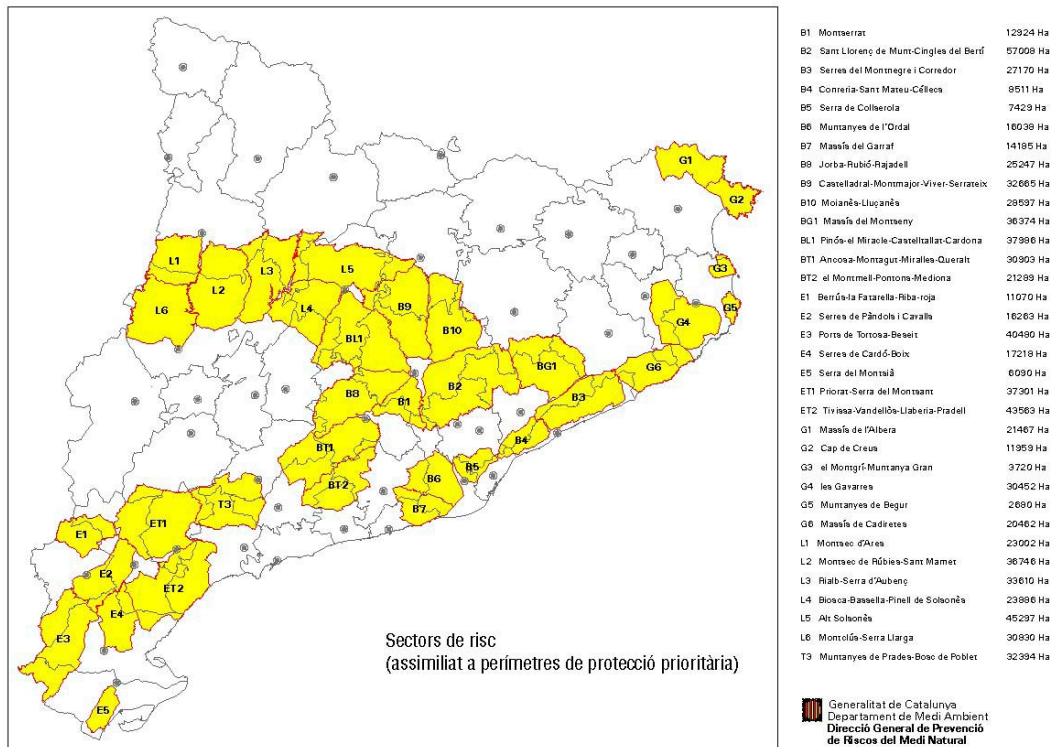 G1
G2
G3
G5
G4
G6
L1
L2
L3
L5
L6
L4
B9
B10
BL1
BG1
B2
B3
B8
B1
B4
BT1
B5
B6
BT2
B7
T3
ET1
E1
E2
ET2
E4
E3
E5
Sectors de risc
(assimiliat a perímetres de protecció prioritària)
B1 Montserrat 12924 Ha
B2 Sant Llorenç de Munt-Cingles del Bertí 57008 Ha
B3 Serres del Montnegre i Corredor 27170 Ha
B4 Conreria-Sant Mateu-Céllecs 9511 Ha
B5 Serra de Collserola 7429 Ha
B6 Muntanyes de l'Ordal 16039 Ha
B7 Massís del Garraf 14185 Ha
B8 Jorba-Rubió-Rajadell 25247 Ha
B9 Castelladral-Montmajor-Viver-Serrateix 32665 Ha
B10 Moianès-Lluçanès 28597 Ha
BG1 Massís del Montseny 36374 Ha
BL1 Pinós-el Miracle-Castelltallat-Cardona 37996 Ha
BT1 Ancosa-Montagut-Miralles-Queralt 30903 Ha
BT2 el Montmell-Pontons-Mediona 21289 Ha
E1 Berrús-la Fatarella-Riba-roja 11070 Ha
E2 Serres de Pàndols i Cavalls 16263 Ha
E3 Ports de Tortosa-Beseit 40490 Ha
E4 Serres de Cardó-Boix 17218 Ha
E5 Serra del Montsià 6090 Ha
ET1 Priorat-Serra del Montsant 37301 Ha
ET2 Tivissa-Vandellòs-Llaberia-Pradell 43563 Ha
G1 Massís de l'Albera 21467 Ha
G2 Cap de Creus 11959 Ha
G3 el Montgrí-Muntanya Gran 3720 Ha
G4 les Gavarres 30452 Ha
G5 Muntanyes de Begur 2690 Ha
G6 Massís de Cadiretes 20462 Ha
L1 Montsec d'Ares 23002 Ha
L2 Montsec de Rúbies-Sant Mamet 36746 Ha
L3 Rialb-Serra d'Aubenç 33610 Ha
L4 Biosca-Bassella-Pinell de Solsonès 23886 Ha
L5 Alt Solsonès 45297 Ha
L6 Montclús-Serra Llarga 30830 Ha
T3 Muntanyes de Prades-Bosc de Poblet 32394 Ha
Generalitat de Catalunya
Departament de Medi Ambient
Direcció General de Prevenció
de Riscos del Medi Natural